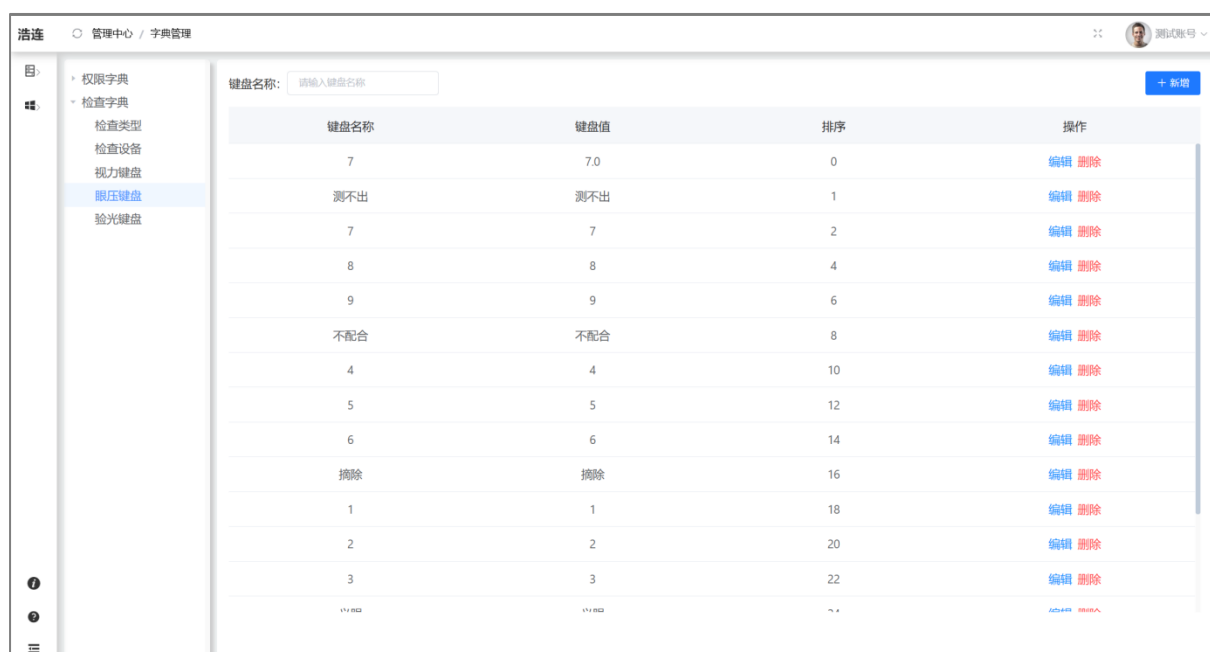 浩连 管理中心 / 字典管理 测试账号
权限字典
检查字典
检查类型
检查设备
视力键盘
眼压键盘
验光键盘
键盘名称: 请输入键盘名称 + 新增
键盘名称 键盘值 排序 操作
7 7.0 0 编辑 删除
测不出 测不出 1 编辑 删除
7 7 2 编辑 删除
8 8 4 编辑 删除
9 9 6 编辑 删除
不配合 不配合 8 编辑 删除
4 4 10 编辑 删除
5 5 12 编辑 删除
6 6 14 编辑 删除
摘除 摘除 16 编辑 删除
1 1 18 编辑 删除
2 2 20 编辑 删除
3 3 22 编辑 删除
24 编辑 删除